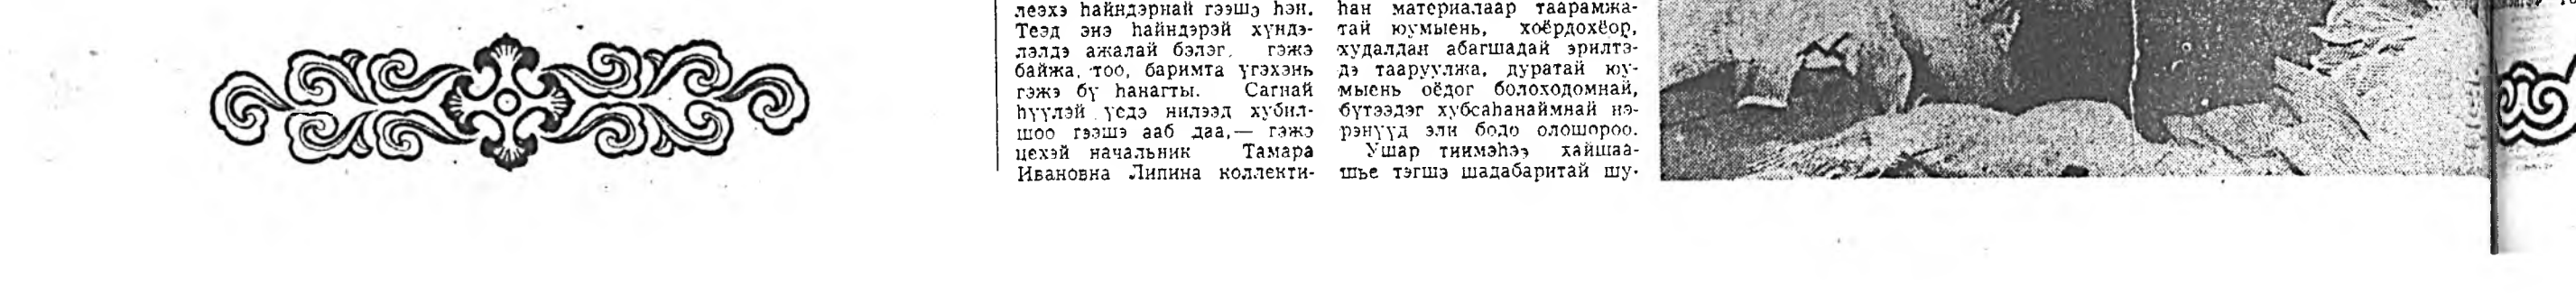 леэхэ һайндэрнай гээшэ һэн.
Теэд энэ һайндэрэй хүндэ-
лэлдэ ажалай бэлэг, гэжэ
байжа, тоо, баримта үгэхэнь
гэжэ бү һанагты. Сагнай
һүүлэй үедэ нилээд хубил-
шоо гээшэ ааб даа,— гэжэ
цехэй начальник Тамара
Ивановна Липина коллекти-
һан материалаар таарамжа-
тай юумыень, хоёрдохёор,
худалдан абагшадай эрилтэ-
дэ тааруулжа, дуратай юу-
мыень оёдог болоходомнай,
бүтээдэг хубсаһанаймнай нэ-
рэнүүд эли бодо олошороо.
Ушар тиимэһээ хайшаа-
шье тэгшэ шадабаритай шу-